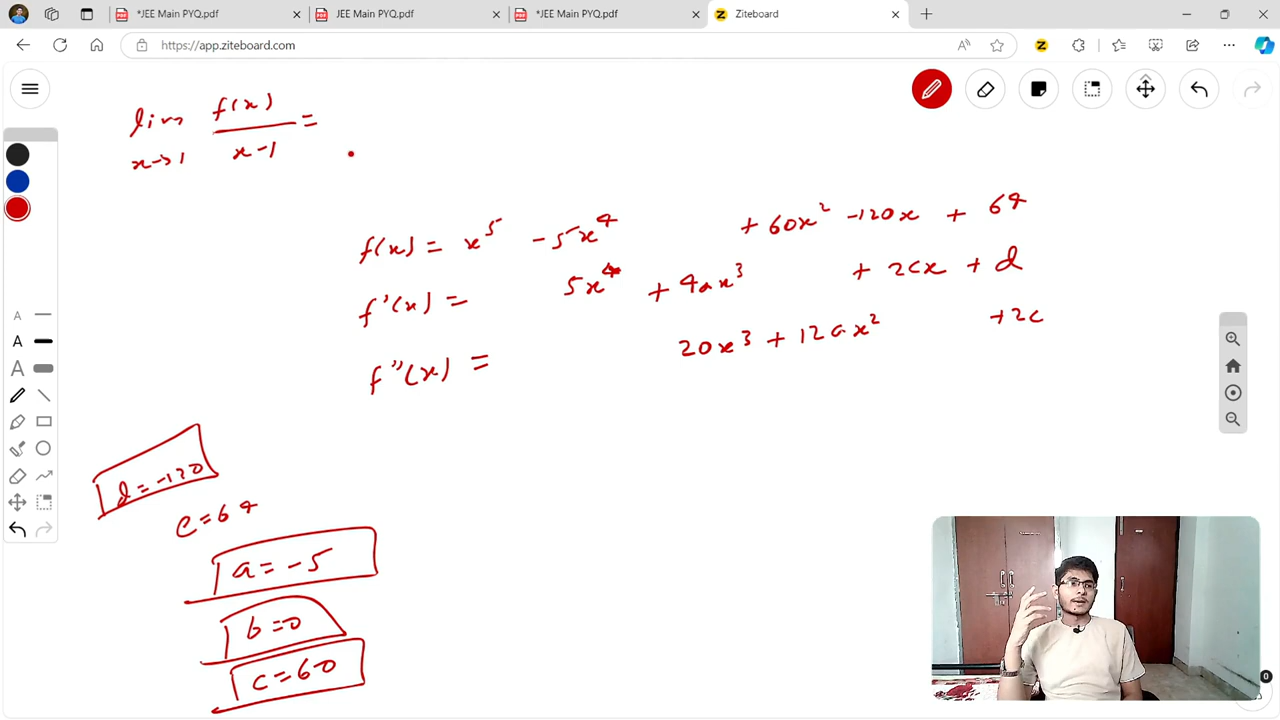 *JEE Main PYQ.pdf
JEE Main PYQ.pdf
*JEE Main PYQ.pdf
Ziteboard
https://app.ziteboard.com
lim f(x)/x-1 =
x→1
f(x) = x⁵ -5x⁴ +60x² -120x + 64
f'(x) = 5x⁴ + 4ax³ + 2cx + d
f''(x) = 20x³ + 12ax² +2c
d = -120
e = 64
a = -5
b = 0
c = 60
A
A
A
0